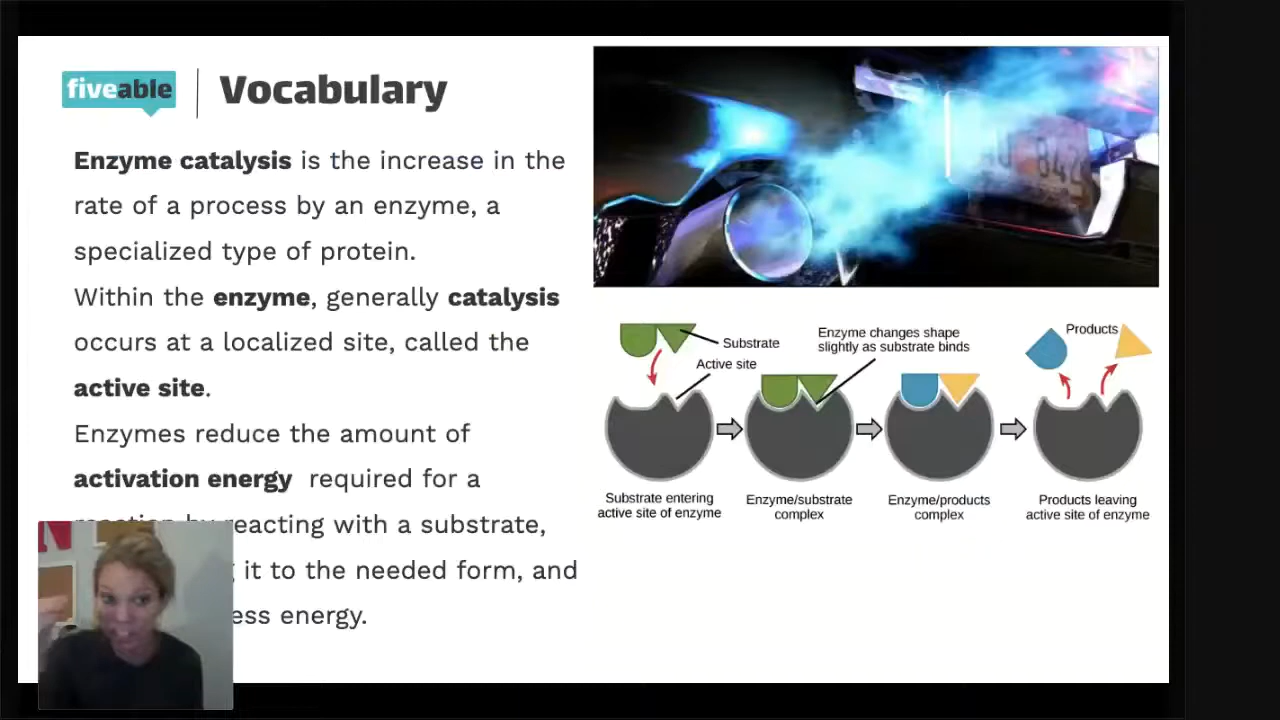 fiveable
Vocabulary
Enzyme catalysis is the increase in the
rate of a process by an enzyme, a
specialized type of protein.
Within the enzyme, generally catalysis
occurs at a localized site, called the
active site.
Enzymes reduce the amount of
activation energy required for a
reaction by reacting with a substrate,
it to the needed form, and
ess energy.
842
Substrate
Active site
Enzyme changes shape
slightly as substrate binds
Products
Substrate entering
active site of enzyme
Enzyme/substrate
complex
Enzyme/products
complex
Products leaving
active site of enzyme